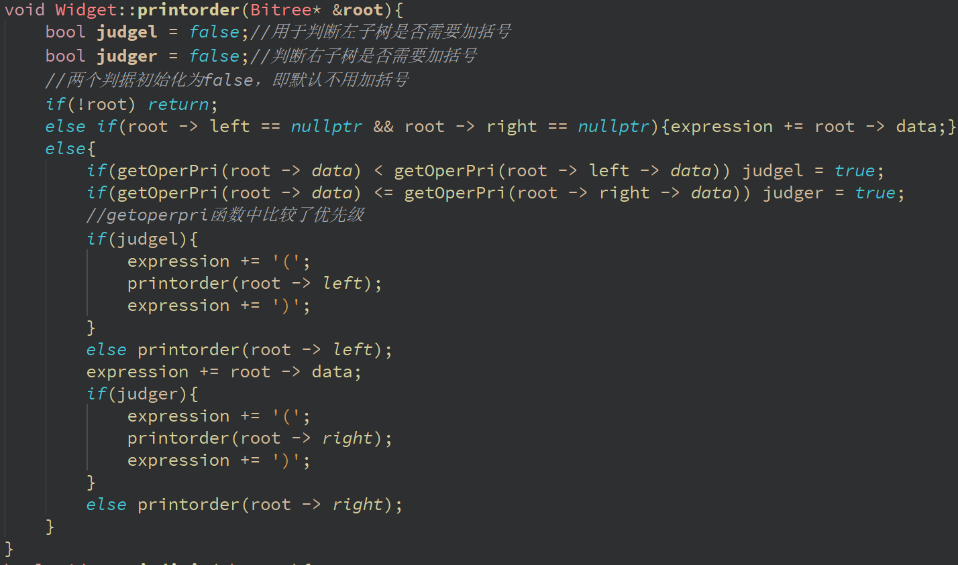 void Widget::printorder(Bitree* &root){
    bool judgel = false;//用于判断左子树是否需要加括号
    bool judger = false;//判断右子树是否需要加括号
    //两个判据初始化为false，即默认不用加括号
    if(!root) return;
    else if(root -> left == nullptr && root -> right == nullptr){expression += root -> data;}
    else{
        if(getOperPri(root -> data) < getOperPri(root -> left -> data)) judgel = true;
        if(getOperPri(root -> data) <= getOperPri(root -> right -> data)) judger = true;
        //getoperpri函数中比较了优先级
        if(judgel){
            expression += '(';
            printorder(root -> left);
            expression += ')';
        }
        else printorder(root -> left);
        expression += root -> data;
        if(judger){
            expression += '(';
            printorder(root -> right);
            expression += ')';
        }
        else printorder(root -> right);
    }
}